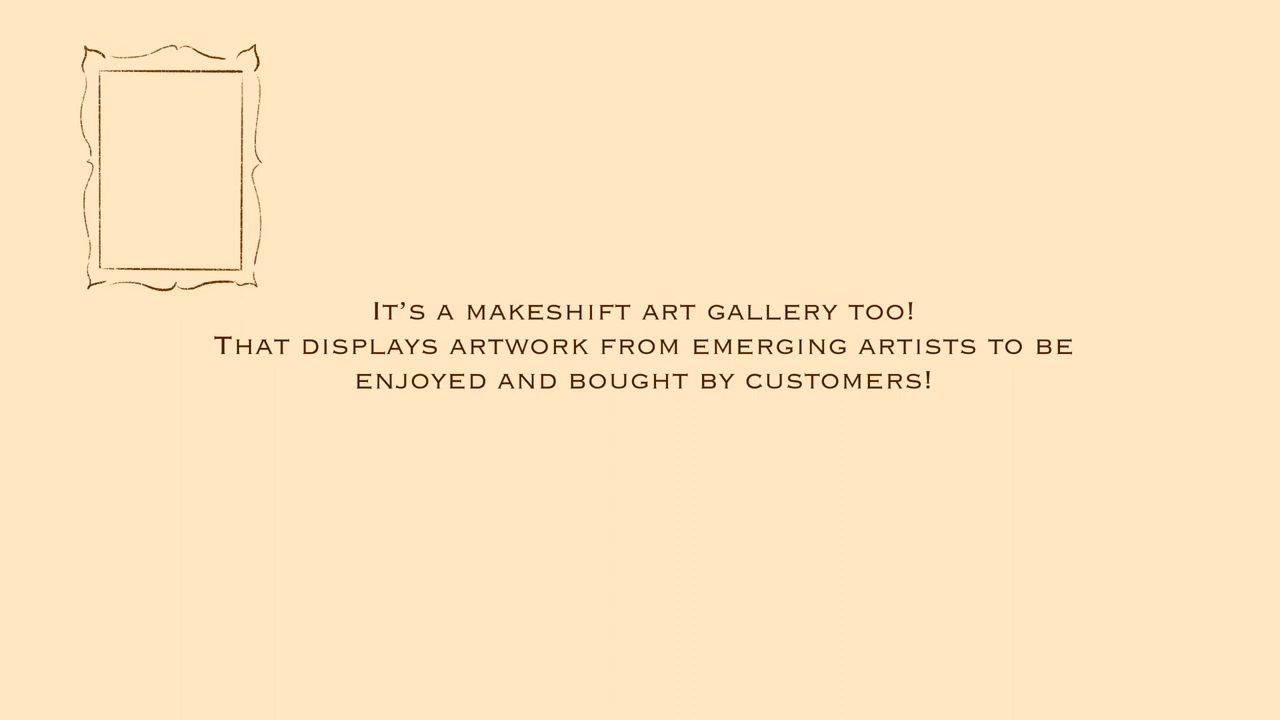 It's a makeshift art gallery too!
That displays artwork from emerging artists to be
enjoyed and bought by customers!